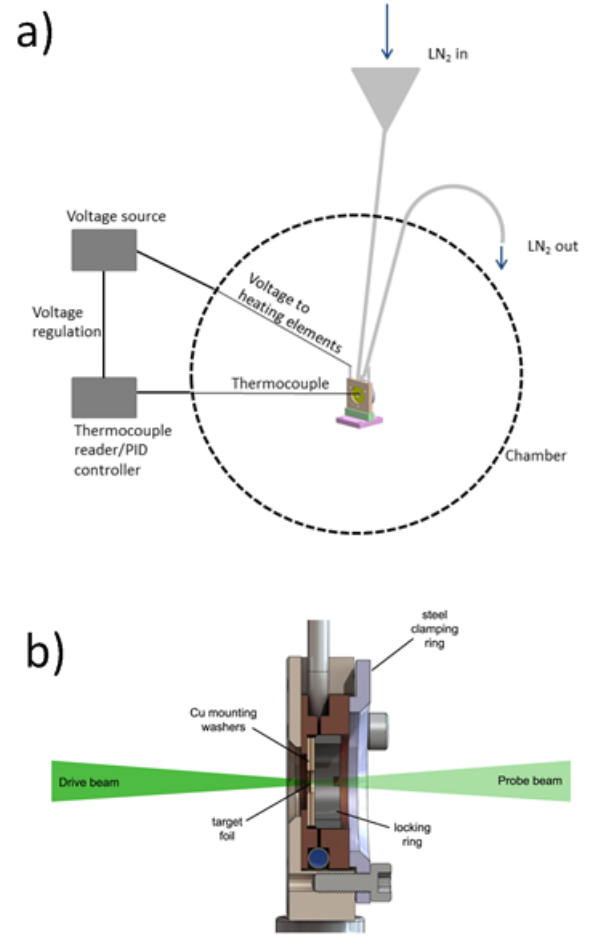 a)
LN₂ in
Voltage source
LN₂ out
Voltage to
heating elements
Voltage
regulation
Thermocouple
Thermocouple
reader/PID
controller
Chamber
b)
steel
clamping
ring
Cu mounting
washers
Drive beam
Probe beam
target
foil
locking
ring